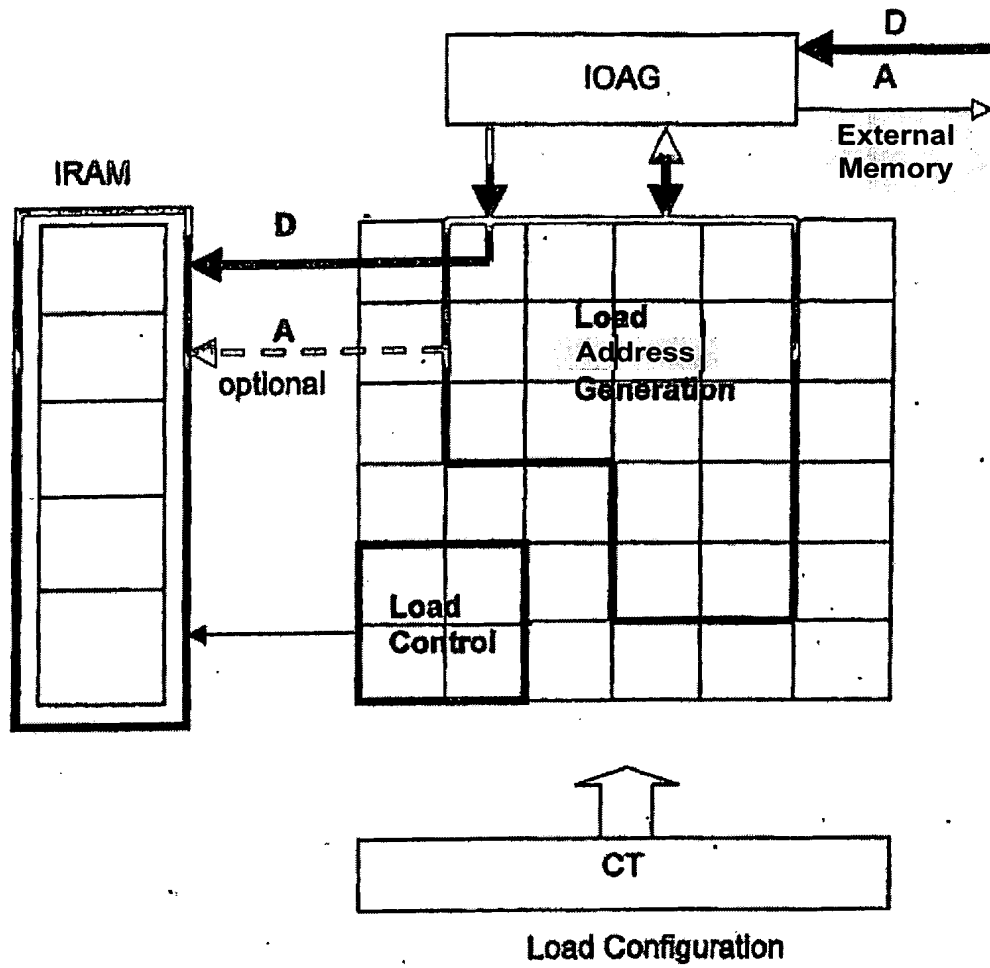 D
IOAG
A
External
Memory
IRAM
D
Load
Address
Generation
A
optional
Load
Control
CT
Load Configuration